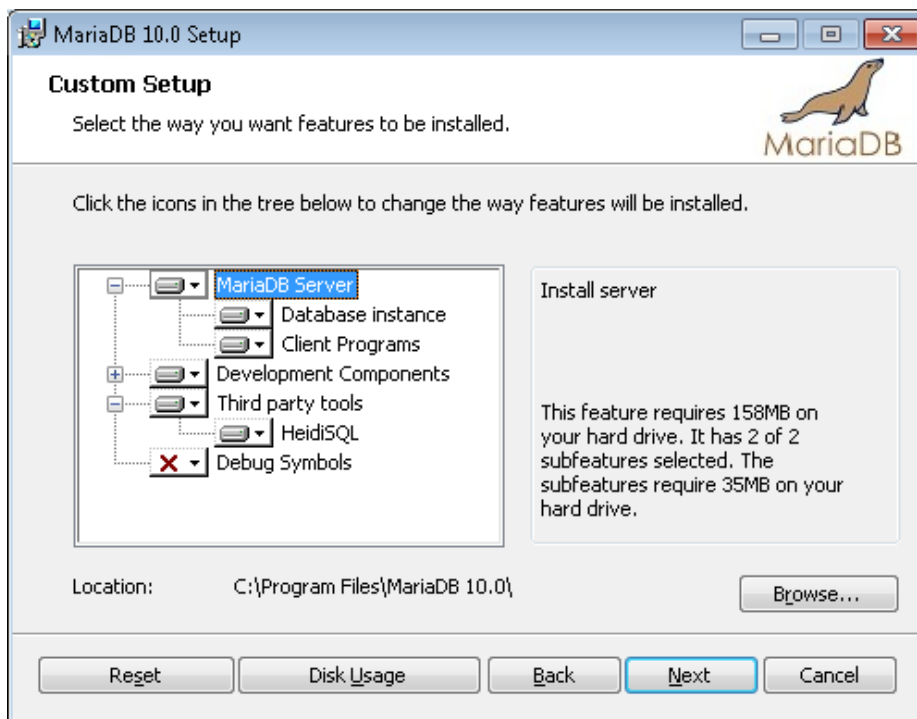 MariaDB 10.0 Setup
Custom Setup
Select the way you want features to be installed.
MariaDB
Click the icons in the tree below to change the way features will be installed.
MariaDB Server
Database instance
Client Programs
Development Components
Third party tools
HeidiSQL
Debug Symbols
Install server
This feature requires 158MB on
your hard drive. It has 2 of 2
subfeatures selected. The
subfeatures require 35MB on your
hard drive.
Location: C:\Program Files\MariaDB 10.0\
Browse...
Reset Disk Usage Back Next Cancel